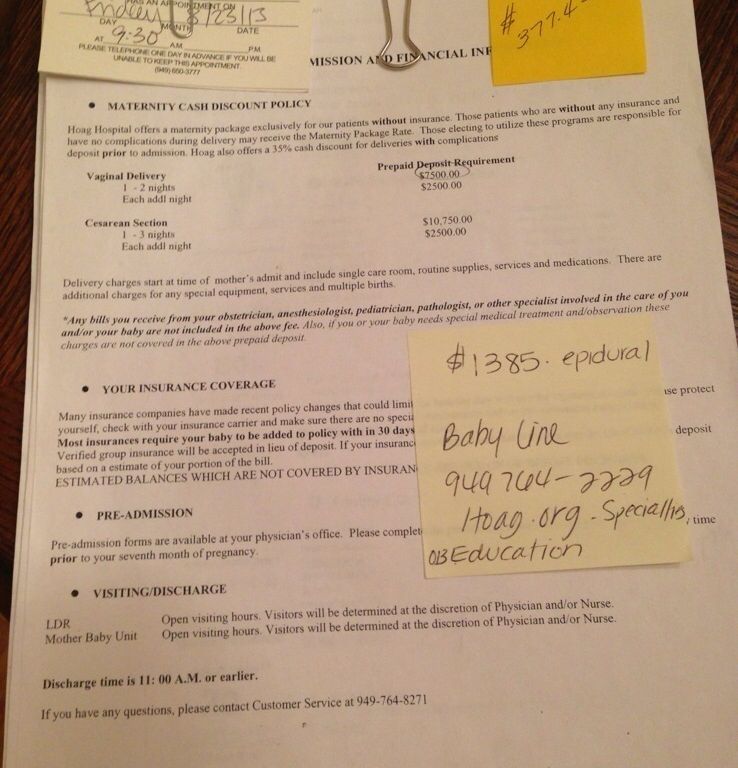 HAS AN APPOINTMENT ON
Friday 8/23/13
DAY MONTH DATE
AT 9:30 AM. PM.
PLEASE TELEPHONE ONE DAY IN ADVANCE IF YOU WILL BE
UNABLE TO KEEP THIS APPOINTMENT.
(949) 650-3777
$
377.4
MISSION AND FINANCIAL
• MATERNITY CASH DISCOUNT POLICY
Hoag Hospital offers a maternity package exclusively for our patients without insurance. Those patients who are without any insurance and
have no complications during delivery may receive the Maternity Package Rate. Those electing to utilize these programs are responsible for
deposit prior to admission. Hoag also offers a 35% cash discount for deliveries with complications
Prepaid Deposit Requirement
Vaginal Delivery $7500.00
1 - 2 nights $2500.00
Each addl night
Cesarean Section $10,750.00
1 - 3 nights $2500.00
Each addl night
Delivery charges start at time of mother's admit and include single care room, routine supplies, services and medications. There are
additional charges for any special equipment, services and multiple births.
*Any bills you receive from your obstetrician, anesthesiologist, pediatrician, pathologist, or other specialist involved in the care of you
and/or your baby are not included in the above fee. Also, if you or your baby needs special medical treatment and/observation these
charges are not covered in the above prepaid deposit.
• YOUR INSURANCE COVERAGE
Many insurance companies have made recent policy changes that could limi
protect
yourself, check with your insurance carrier and make sure there are no speci
Most insurances require your baby to be added to policy with in 30 days
Verified group insurance will be accepted in lieu of deposit. If your insuranc
deposit
based on a estimate of your portion of the bill.
ESTIMATED BALANCES WHICH ARE NOT COVERED BY INSURAN
$1385. epidural
Baby Line
949 764-2229
Hoag.org - Specialties,
OB Education
• PRE-ADMISSION
Pre-admission forms are available at your physician's office. Please complet
time
prior to your seventh month of pregnancy.
• VISITING/DISCHARGE
LDR Open visiting hours. Visitors will be determined at the discretion of Physician and/or Nurse.
Mother Baby Unit Open visiting hours. Visitors will be determined at the discretion of Physician and/or Nurse.
Discharge time is 11: 00 A.M. or earlier.
If you have any questions, please contact Customer Service at 949-764-8271